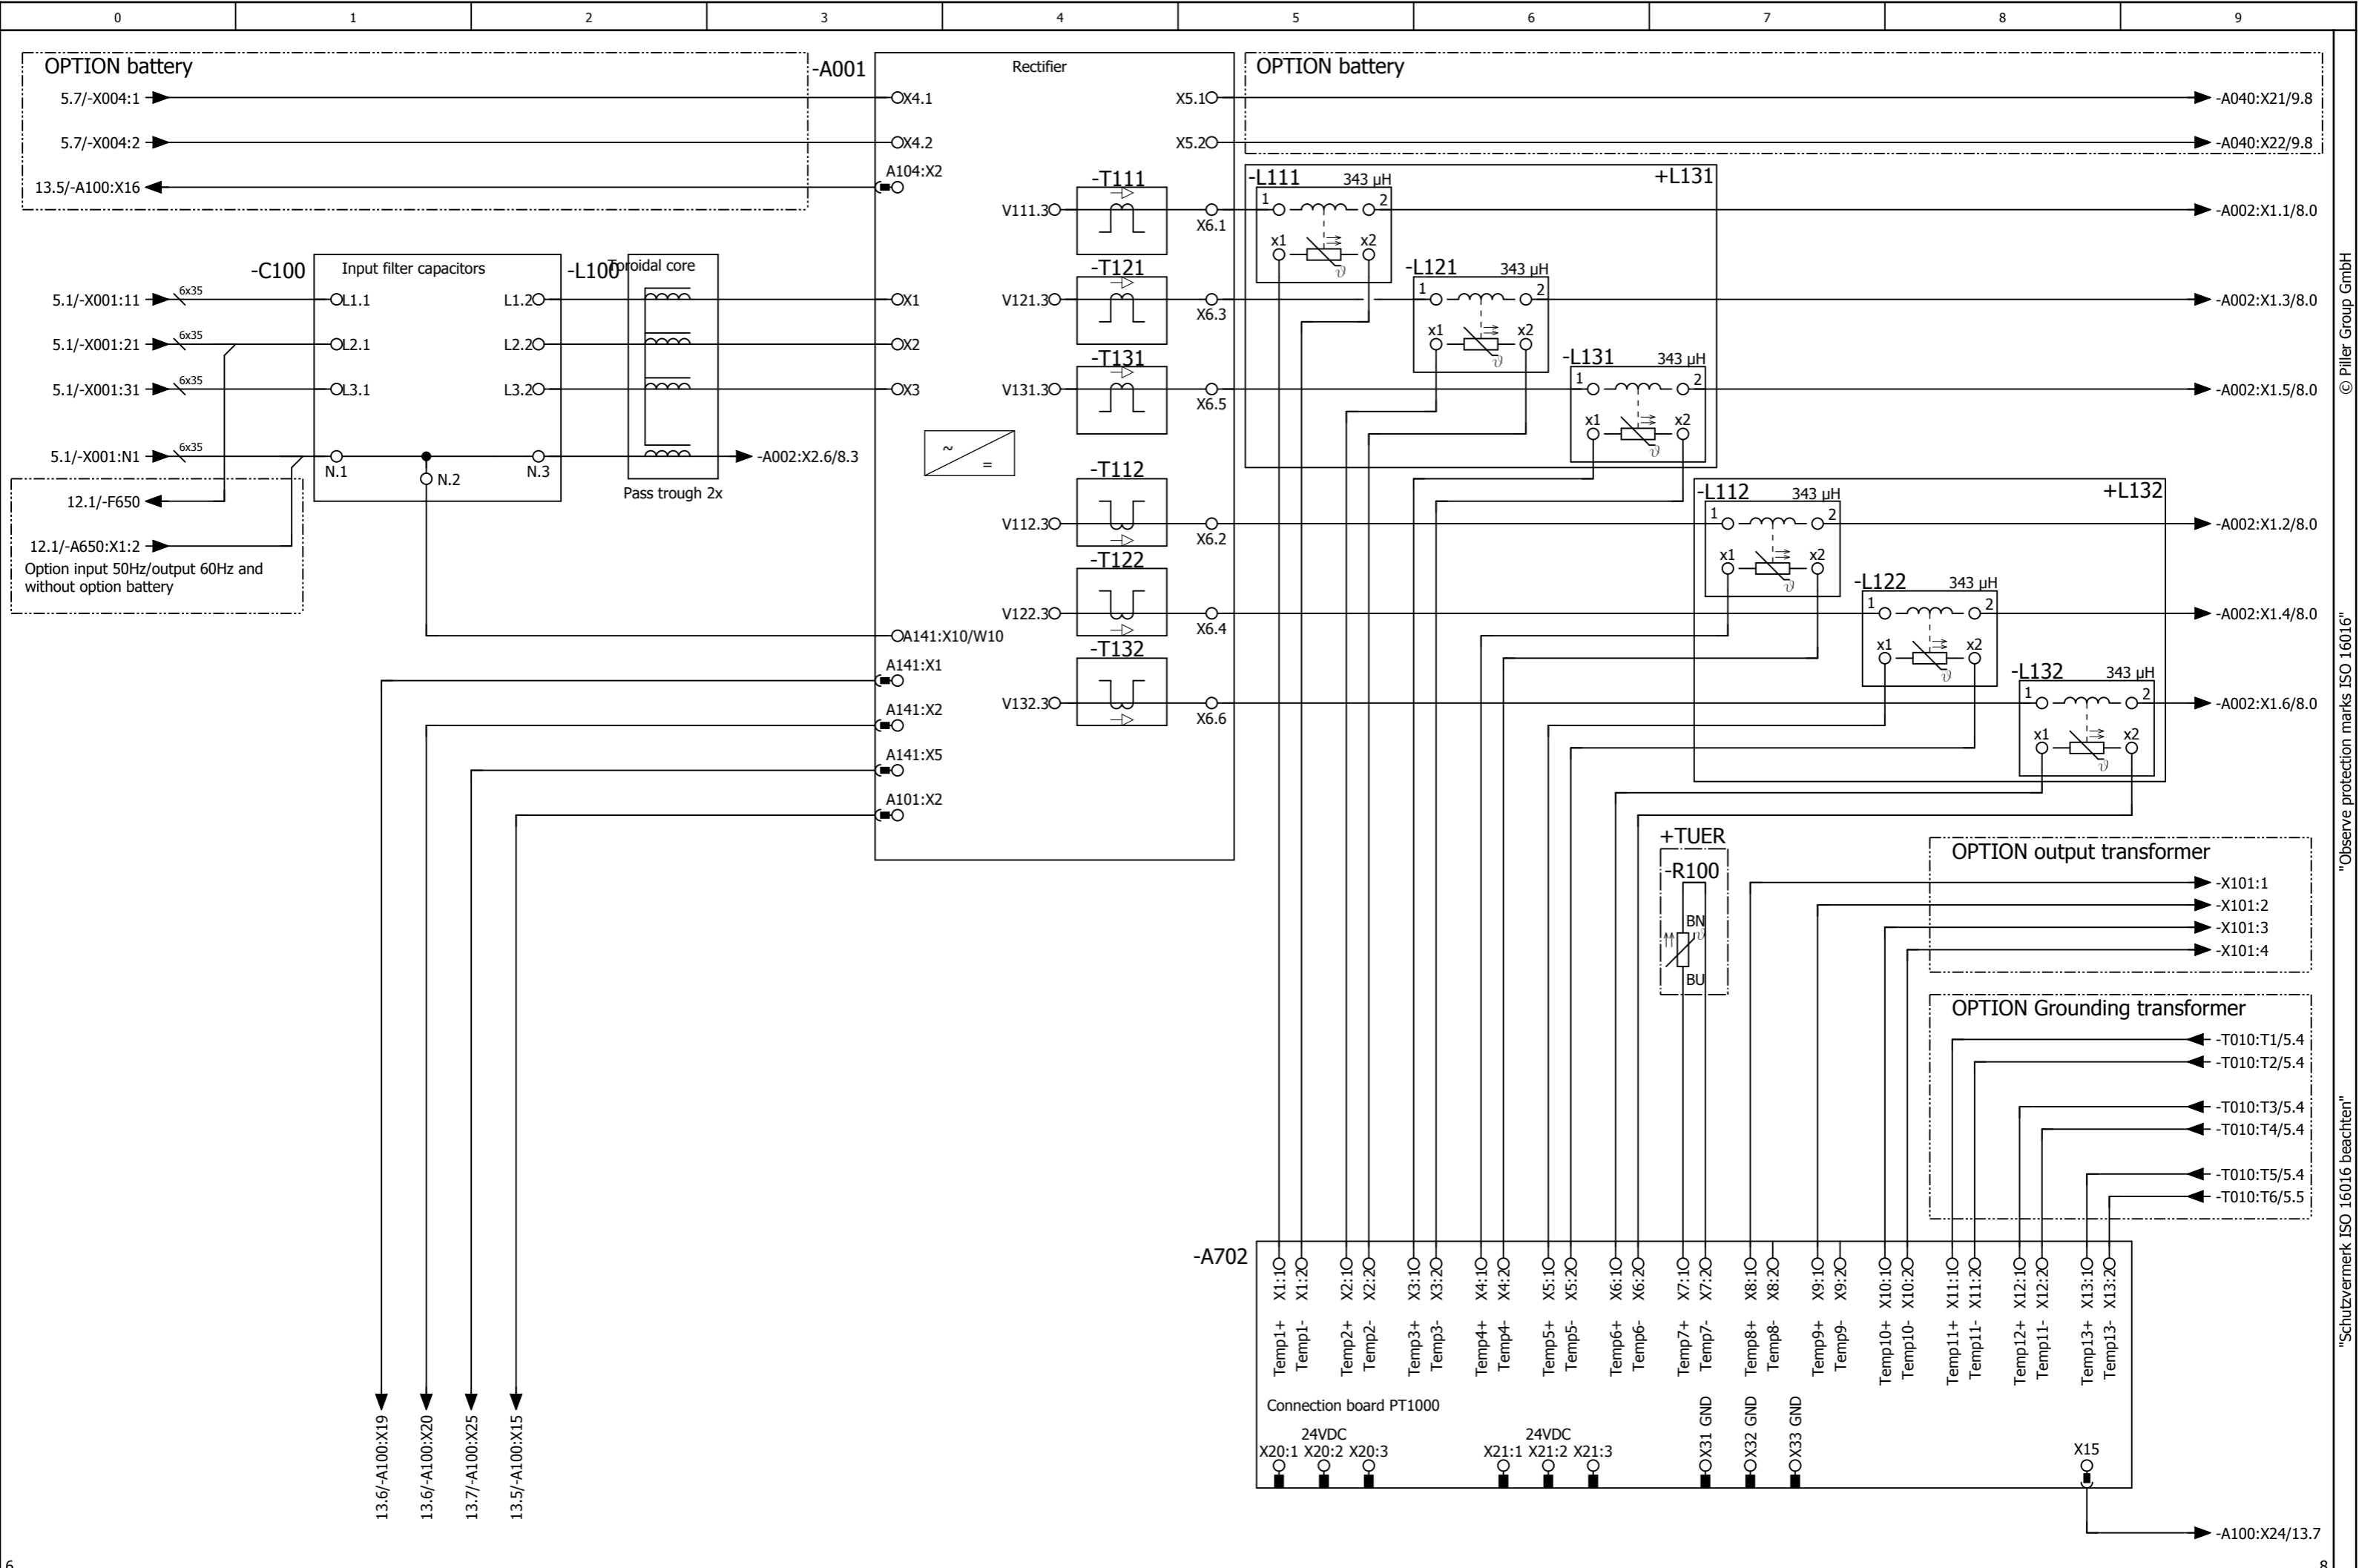 0 1 2 3 4 5 6 7 8 9
OPTION battery
5.7/-X004:1
5.7/-X004:2
13.5/-A100:X16
-A001
Rectifier
X4.1
X4.2
A104:X2
X5.1
X5.2
OPTION battery
-A040:X21/9.8
-A040:X22/9.8
-C100
Input filter capacitors
-L100
Toroidal core
5.1/-X001:11
6x35
L1.1
L1.2
X1
5.1/-X001:21
6x35
L2.1
L2.2
X2
5.1/-X001:31
6x35
L3.1
L3.2
X3
5.1/-X001:N1
6x35
N.1
N.2
N.3
-A002:X2.6/8.3
Pass trough 2x
12.1/-F650
12.1/-A650:X1:2
Option input 50Hz/output 60Hz and
without option battery
~
=
A141:X10/W10
A141:X1
A141:X2
A141:X5
A101:X2
-T111
V111.3
X6.1
-T121
V121.3
X6.3
-T131
V131.3
X6.5
-T112
V112.3
X6.2
-T122
V122.3
X6.4
-T132
V132.3
X6.6
+L131
-L111
343 µH
1 2
x1 x2
ϑ
-A002:X1.1/8.0
-L121
343 µH
1 2
x1 x2
ϑ
-A002:X1.3/8.0
-L131
343 µH
1 2
x1 x2
ϑ
-A002:X1.5/8.0
+L132
-L112
343 µH
1 2
x1 x2
ϑ
-A002:X1.2/8.0
-L122
343 µH
1 2
x1 x2
ϑ
-A002:X1.4/8.0
-L132
343 µH
1 2
x1 x2
ϑ
-A002:X1.6/8.0
+TUER
-R100
BN
ϑ
BU
OPTION output transformer
-X101:1
-X101:2
-X101:3
-X101:4
OPTION Grounding transformer
-T010:T1/5.4
-T010:T2/5.4
-T010:T3/5.4
-T010:T4/5.4
-T010:T5/5.4
-T010:T6/5.5
-A702
X1:1 X1:2 X2:1 X2:2 X3:1 X3:2 X4:1 X4:2 X5:1 X5:2 X6:1 X6:2 X7:1 X7:2 X8:1 X8:2 X9:1 X9:2 X10:1 X10:2 X11:1 X11:2 X12:1 X12:2 X13:1 X13:2
Temp1+ Temp1- Temp2+ Temp2- Temp3+ Temp3- Temp4+ Temp4- Temp5+ Temp5- Temp6+ Temp6- Temp7+ Temp7- Temp8+ Temp8- Temp9+ Temp9- Temp10+ Temp10- Temp11+ Temp11- Temp12+ Temp11- Temp13+ Temp13-
Connection board PT1000
24VDC
X20:1 X20:2 X20:3
24VDC
X21:1 X21:2 X21:3
X31 GND
X32 GND
X33 GND
X15
-A100:X24/13.7
13.6/-A100:X19
13.6/-A100:X20
13.7/-A100:X25
13.5/-A100:X15
© Piller Group GmbH
"Observe protection marks ISO 16016"
"Schutzvermerk ISO 16016 beachten"
6
8